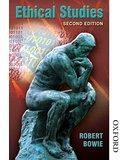 Ethical Studies
SECOND EDITION
ROBERT
BOWIE
OXFORD